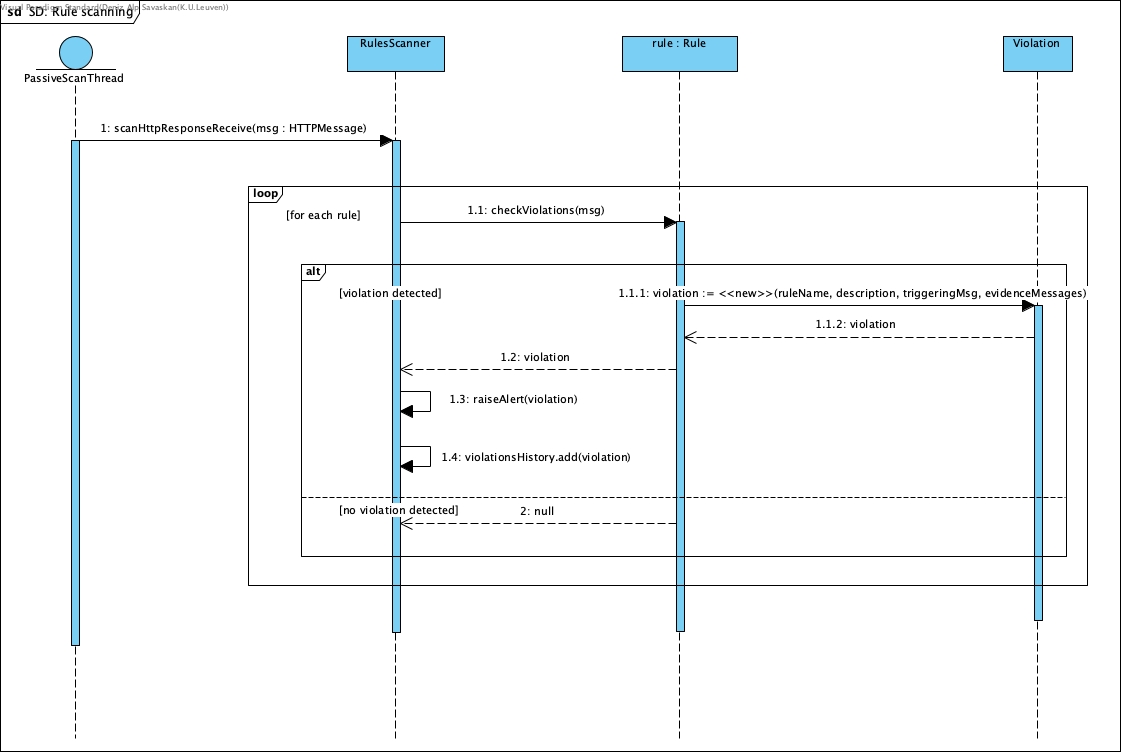 Visual Paradigm Standard(Deniz Alp Savaskan(K.U.Leuven))
sd SD: Rule scanning
PassiveScanThread
RulesScanner
rule : Rule
Violation
1: scanHttpResponseReceive(msg : HTTPMessage)
loop
[for each rule]
1.1: checkViolations(msg)
alt
[violation detected]
1.1.1: violation := <<new>>(ruleName, description, triggeringMsg, evidenceMessages)
1.1.2: violation
1.2: violation
1.3: raiseAlert(violation)
1.4: violationsHistory.add(violation)
[no violation detected]
2: null